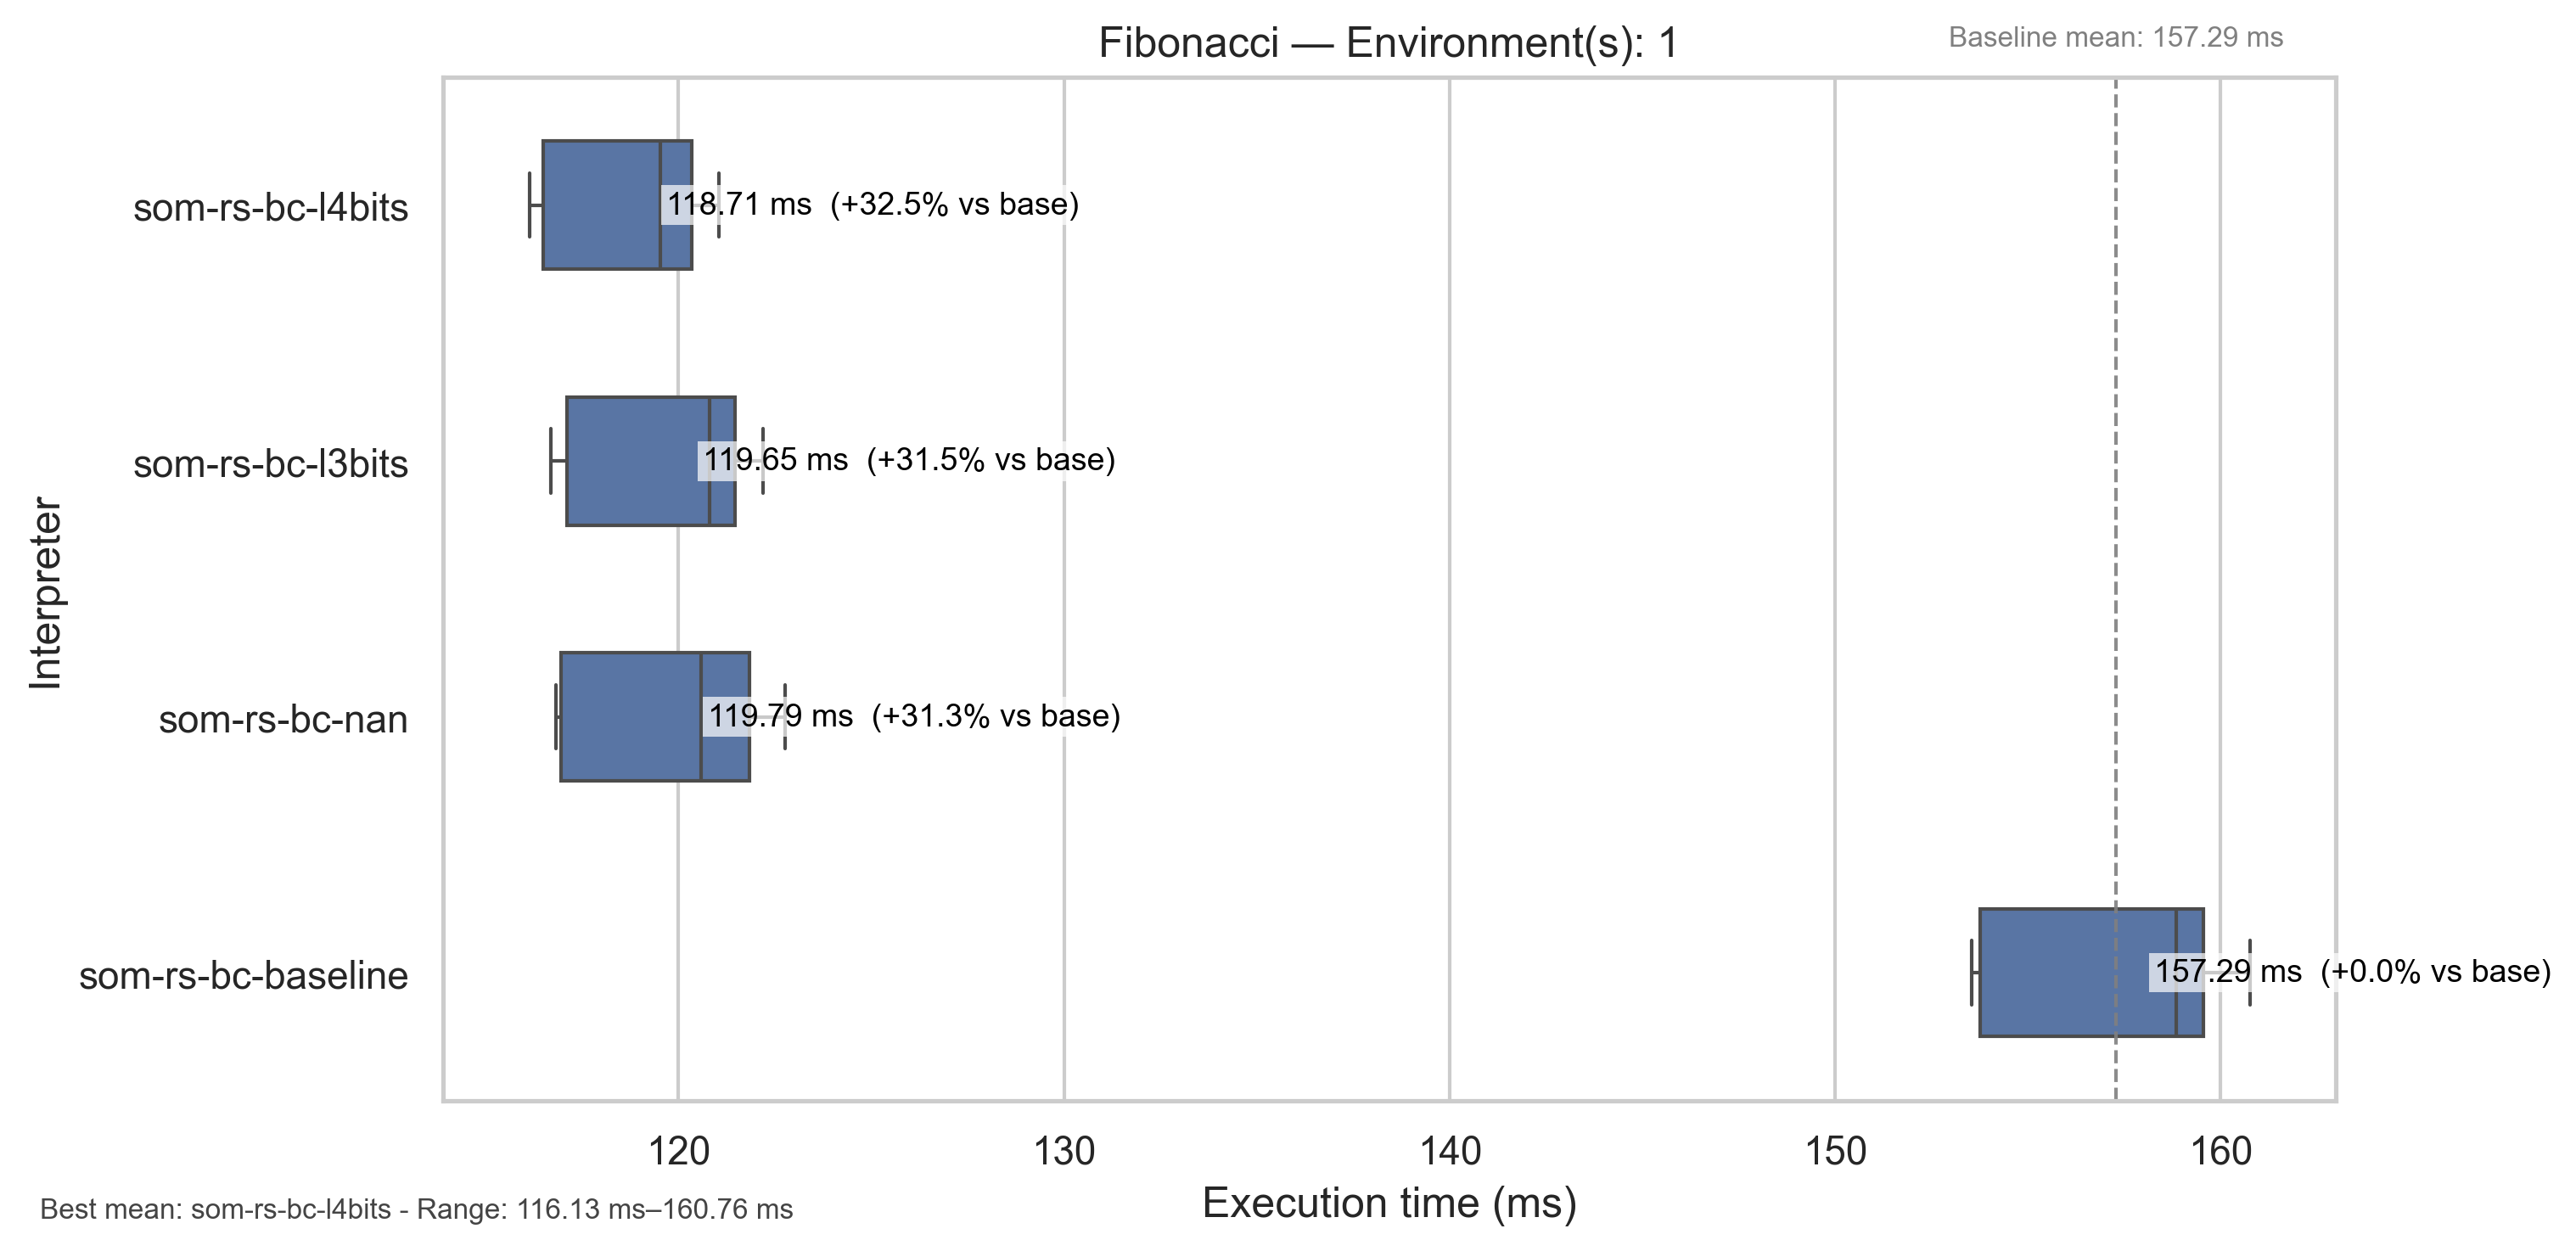 Fibonacci — Environment(s): 1
Baseline mean: 157.29 ms
Interpreter
som-rs-bc-l4bits
118.71 ms (+32.5% vs base)
som-rs-bc-l3bits
119.65 ms (+31.5% vs base)
som-rs-bc-nan
119.79 ms (+31.3% vs base)
som-rs-bc-baseline
157.29 ms (+0.0% vs base)
120 130 140 150 160
Execution time (ms)
Best mean: som-rs-bc-l4bits - Range: 116.13 ms–160.76 ms